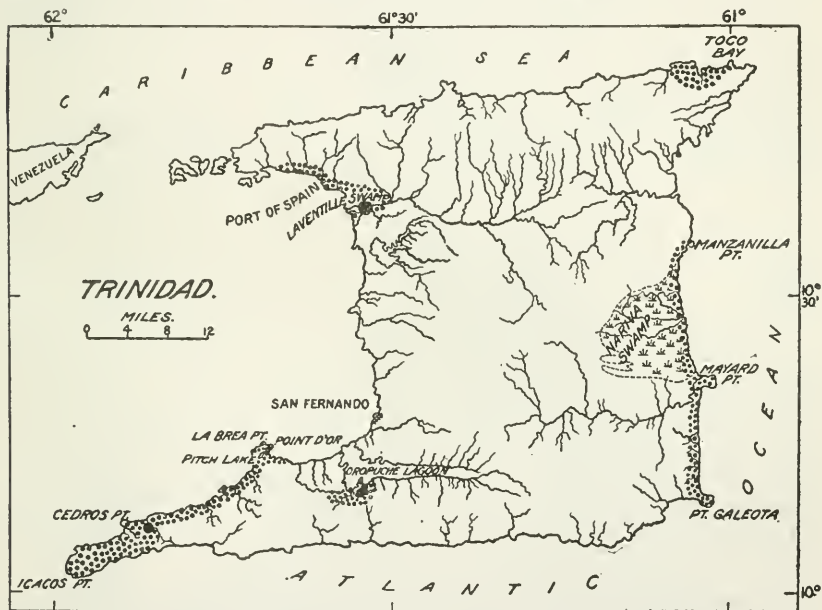 62°
61°30'
61°
CARIBBEAN SEA
TOCO
BAY
VENEZUELA
PORT OF SPAIN
LAVENTILLE SWAMP
MANZANILLA
PT.
TRINIDAD.
MILES.
0 4 8 12
10°
30'
NARIVA
SWAMP
MAYARD
PT.
OCEAN
SAN FERNANDO
LA BREA PT.
POINT D'OR
PITCH LAKE
OROPUCHE LAGOON
CEDROS PT.
PT. GALEOTA.
ICACOS PT.
ATLANTIC
10°